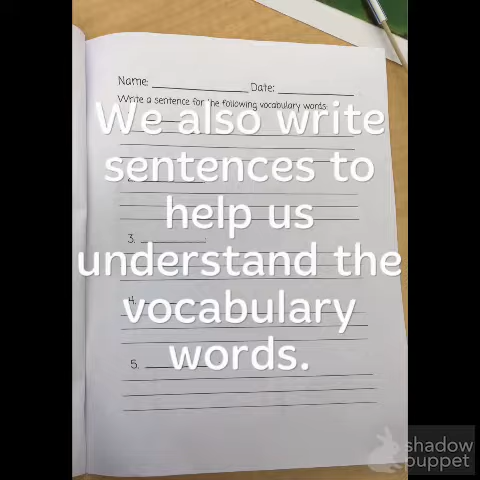 Name: Date:
Write a sentence for the following vocabulary words:
We also write
sentences to
help us
understand the
vocabulary
words.
3.
4.
5.
shadow
puppet